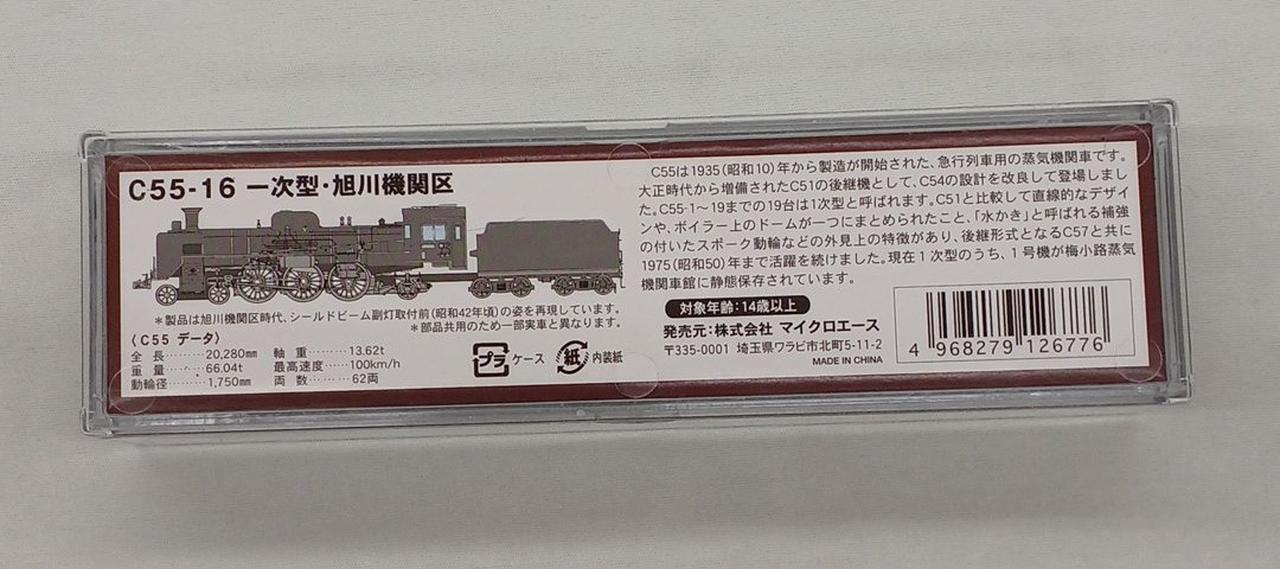 C55-16 一次型・旭川機関区
＊製品は旭川機関区時代、シールドビーム副灯取付前(昭和42年頃)の姿を再現しています。
＊部品共用のため一部実車と異なります。
〈C55 データ〉
全 長………20,280mm
重 量………66.04t
動輪径………1,750mm
軸 重………13.62t
最高速度……100km/h
両 数………62両
プラ ケース
紙 内装紙
C55は1935(昭和10)年から製造が開始された、急行列車用の蒸気機関車です。
大正時代から増備されたC51の後継機として、C54の設計を改良して登場しまし
た。C55-1～19までの19台は1次型と呼ばれます。C51と比較して直線的なデザイ
ンや、ボイラー上のドームが一つにまとめられたこと、「水かき」と呼ばれる補強
の付いたスポーク動輪などの外見上の特徴があり、後継形式となるC57と共に
1975(昭和50)年まで活躍を続けました。現在1次型のうち、1号機が梅小路蒸気
機関車館に静態保存されています。
対象年齢：14歳以上
発売元：株式会社 マイクロエース
〒335-0001 埼玉県ワラビ市北町5-11-2
MADE IN CHINA
4 968279 126776